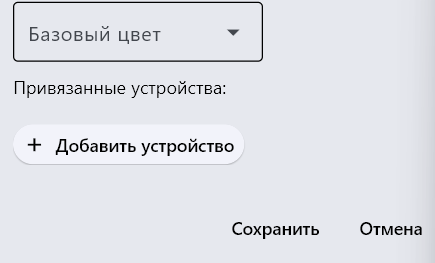 Базовый цвет
Привязанные устройства:
+ Добавить устройство
Сохранить Отмена